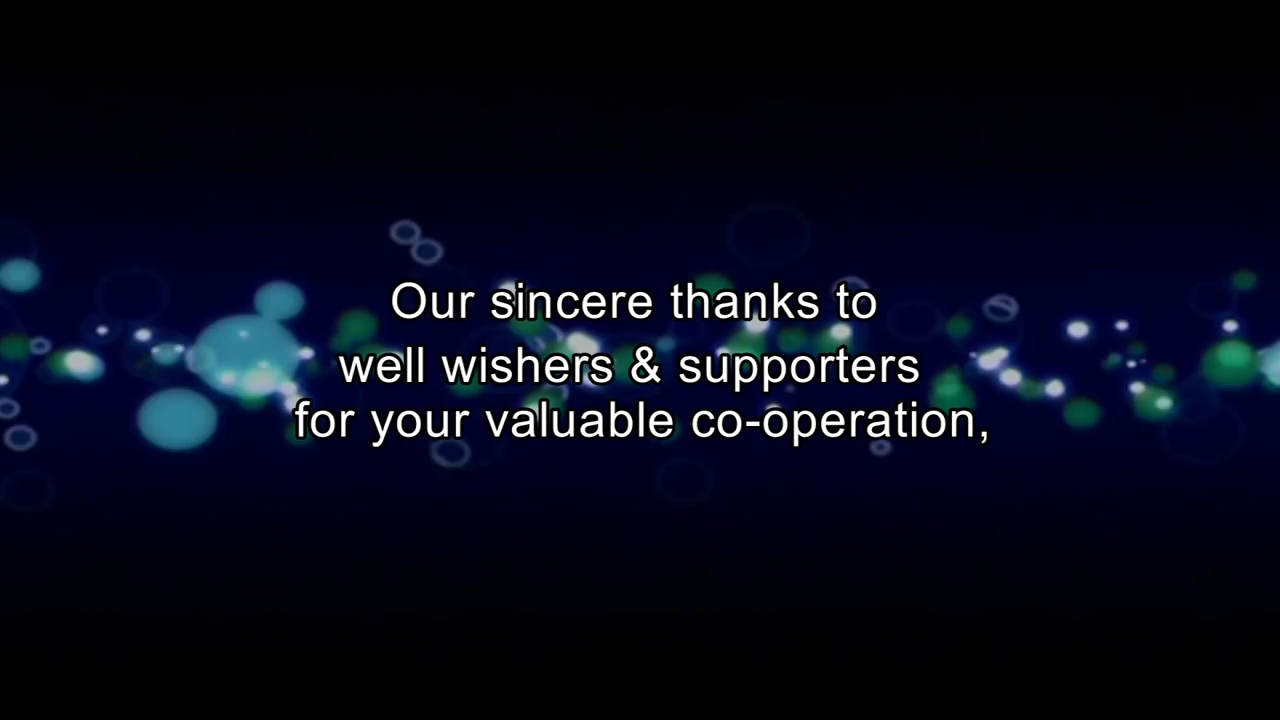 Our sincere thanks to
well wishers & supporters
for your valuable co-operation,